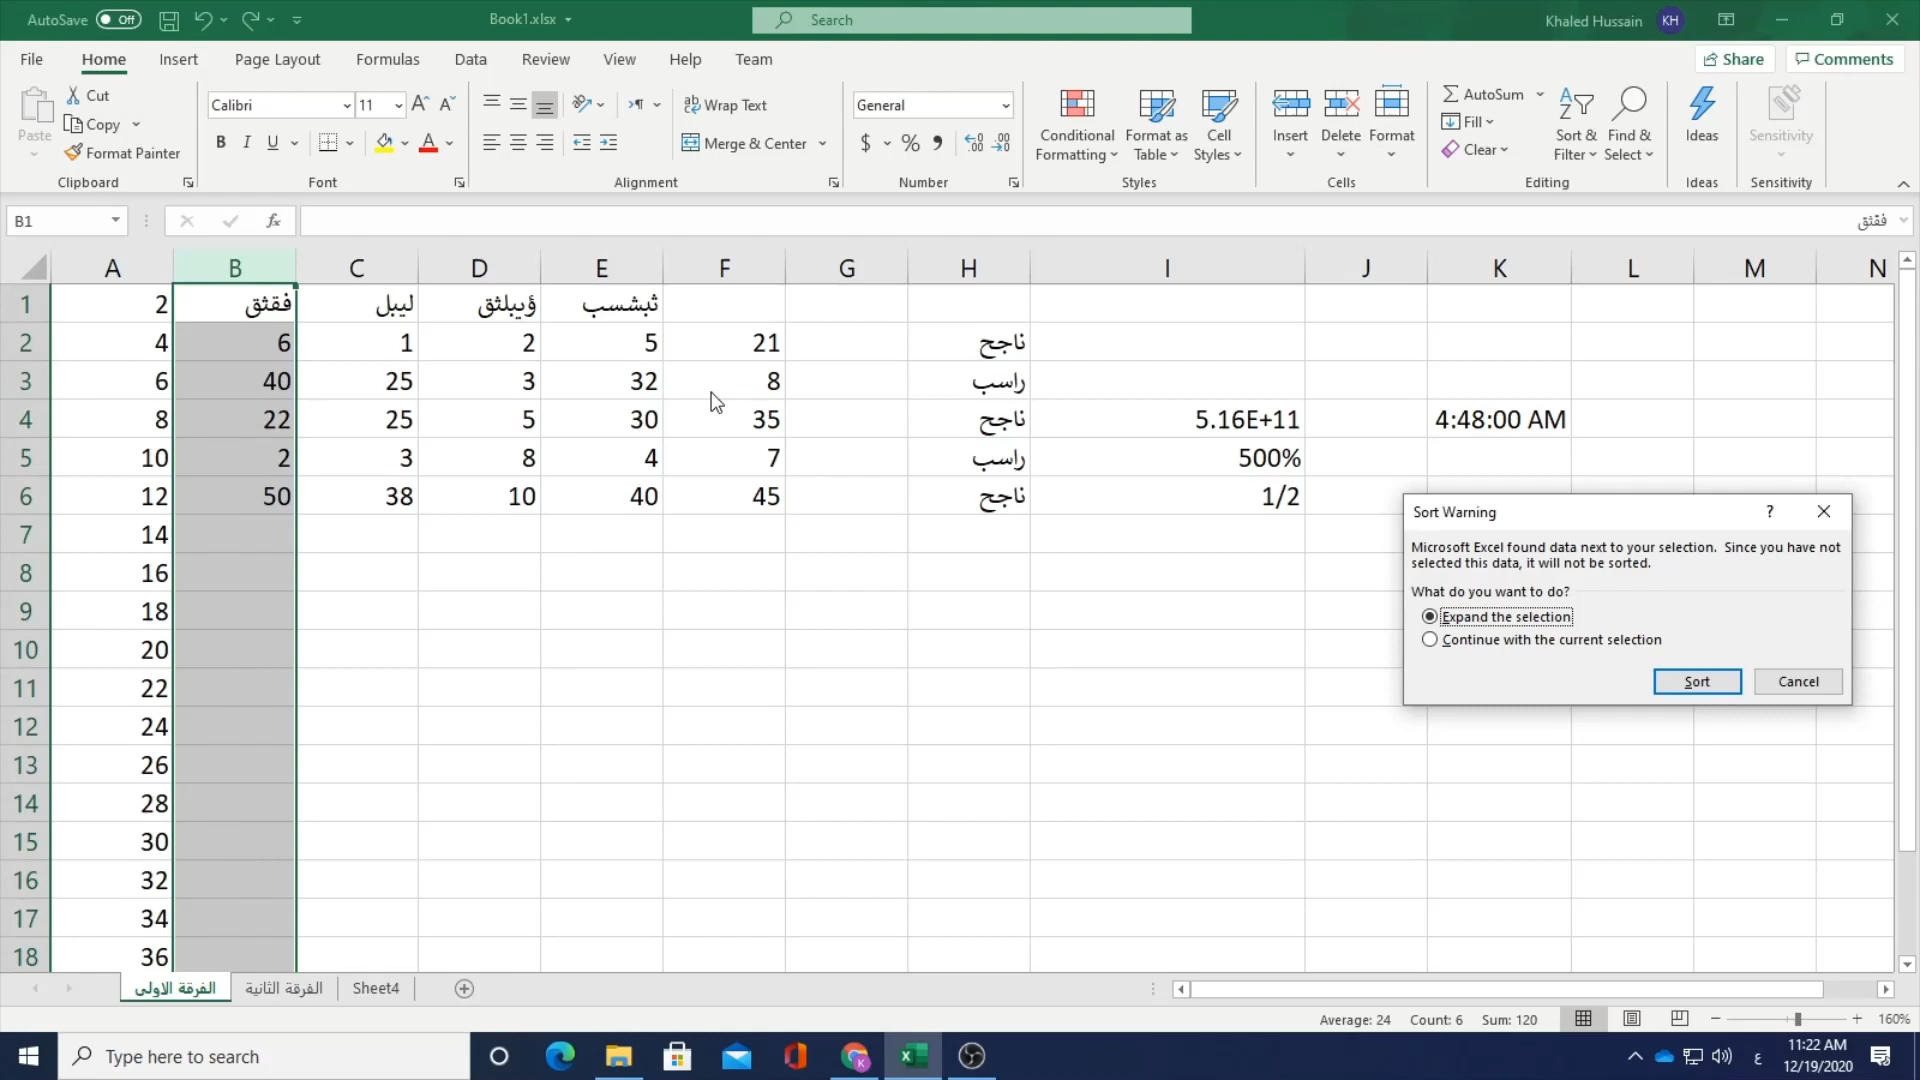 AutoSave Off Book1.xlsx Search Khaled Hussain KH
File Home Insert Page Layout Formulas Data Review View Help Team Share Comments
Paste Cut Copy Format Painter Clipboard
Calibri 11 B I U Font
Wrap Text Merge & Center Alignment
General $ % Number
Conditional Formatting Format as Table Cell Styles Styles
Insert Delete Format Cells
AutoSum Fill Clear Sort & Filter Find & Select Editing
Ideas Ideas
Sensitivity Sensitivity
B1 fx فقثق
A B C D E F G H I J K L M N
1 2 فقثق ليبل ؤيبلثق ثبشسب
2 4 6 1 2 5 21 ناجح
3 6 40 25 3 32 8 راسب
4 8 22 25 5 30 35 ناجح 5.16E+11 4:48:00 AM
5 10 2 3 8 4 7 راسب 500%
6 12 50 38 10 40 45 ناجح 1/2
7 14
8 16
9 18
10 20
11 22
12 24
13 26
14 28
15 30
16 32
17 34
18 36
Sort Warning ?
Microsoft Excel found data next to your selection. Since you have not
selected this data, it will not be sorted.
What do you want to do?
Expand the selection
Continue with the current selection
Sort Cancel
الفرقة الاولى الفرقة الثانية Sheet4
Average: 24 Count: 6 Sum: 120 160%
Type here to search ع 11:22 AM
12/19/2020